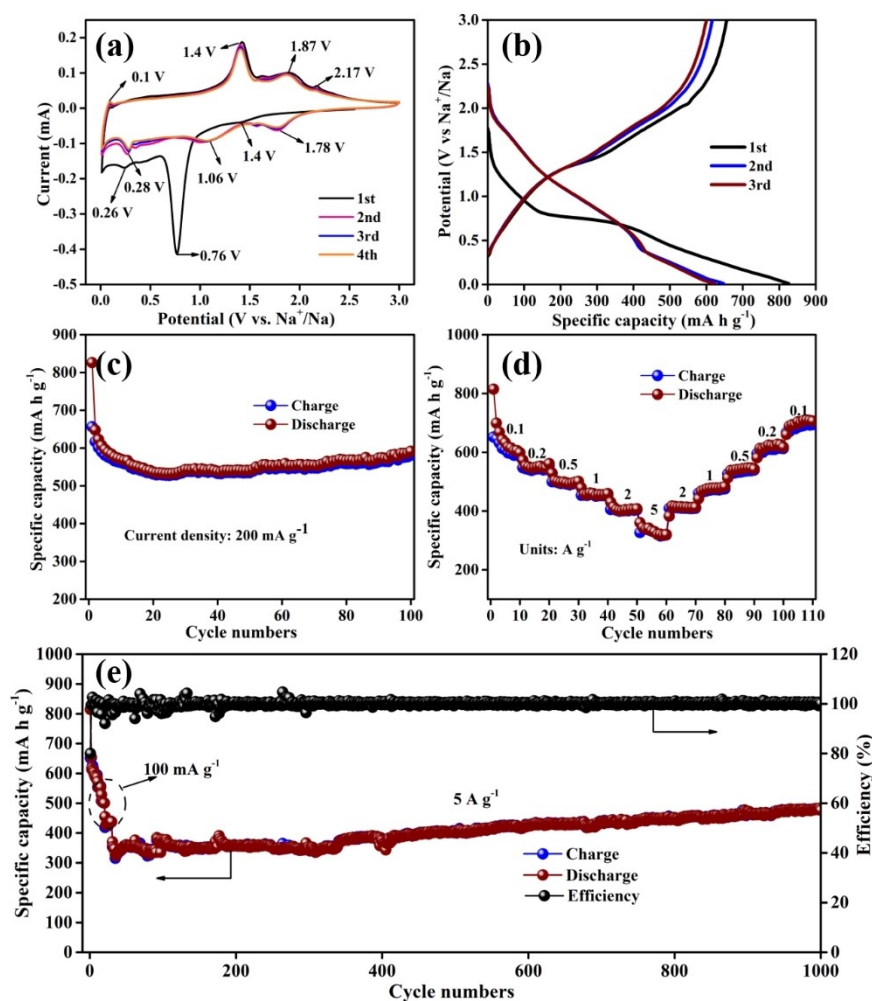 (a)
0.2
0.1
0.0
-0.1
-0.2
-0.3
-0.4
-0.5
Current (mA)
1.4 V
1.87 V
0.1 V
2.17 V
1.78 V
1.4 V
1.06 V
0.28 V
0.26 V
0.76 V
1st
2nd
3rd
4th
0.0 0.5 1.0 1.5 2.0 2.5 3.0
Potential (V vs. Na⁺/Na)
(b)
3.0
2.5
2.0
1.5
1.0
0.5
0.0
Potential (V vs Na⁺/Na)
1st
2nd
3rd
0 100 200 300 400 500 600 700 800 900
Specific capacity (mA h g⁻¹)
(c)
900
800
700
600
500
400
300
200
Specific capacity (mA h g⁻¹)
Charge
Discharge
Current density: 200 mA g⁻¹
0 20 40 60 80 100
Cycle numbers
(d)
1000
800
600
400
200
Specific capacity (mA h g⁻¹)
Charge
Discharge
0.1
0.2
0.5
1
2
5
2
1
0.5
0.2
0.1
Units: A g⁻¹
0 10 20 30 40 50 60 70 80 90 100 110
Cycle numbers
(e)
1000
900
800
700
600
500
400
300
200
100
0
Specific capacity (mA h g⁻¹)
100 mA g⁻¹
5 A g⁻¹
Charge
Discharge
Efficiency
120
100
80
60
40
20
0
Efficiency (%)
0 200 400 600 800 1000
Cycle numbers